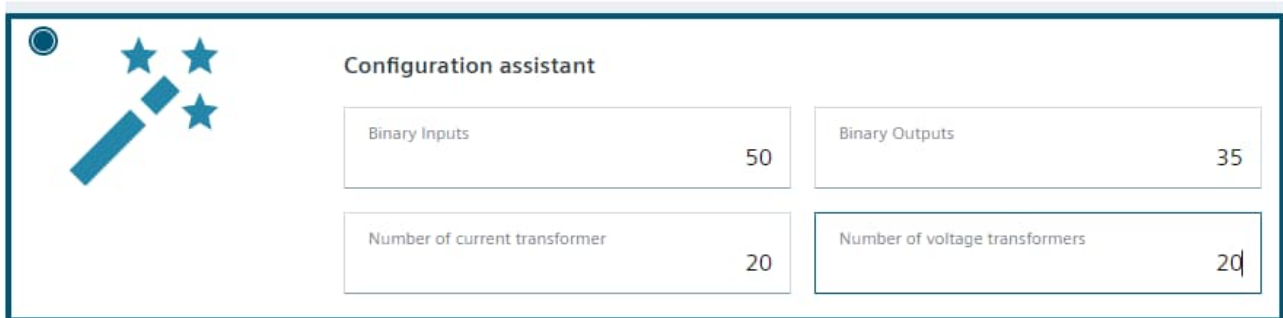 Configuration assistant
Binary Inputs
50
Binary Outputs
35
Number of current transformer
20
Number of voltage transformers
20